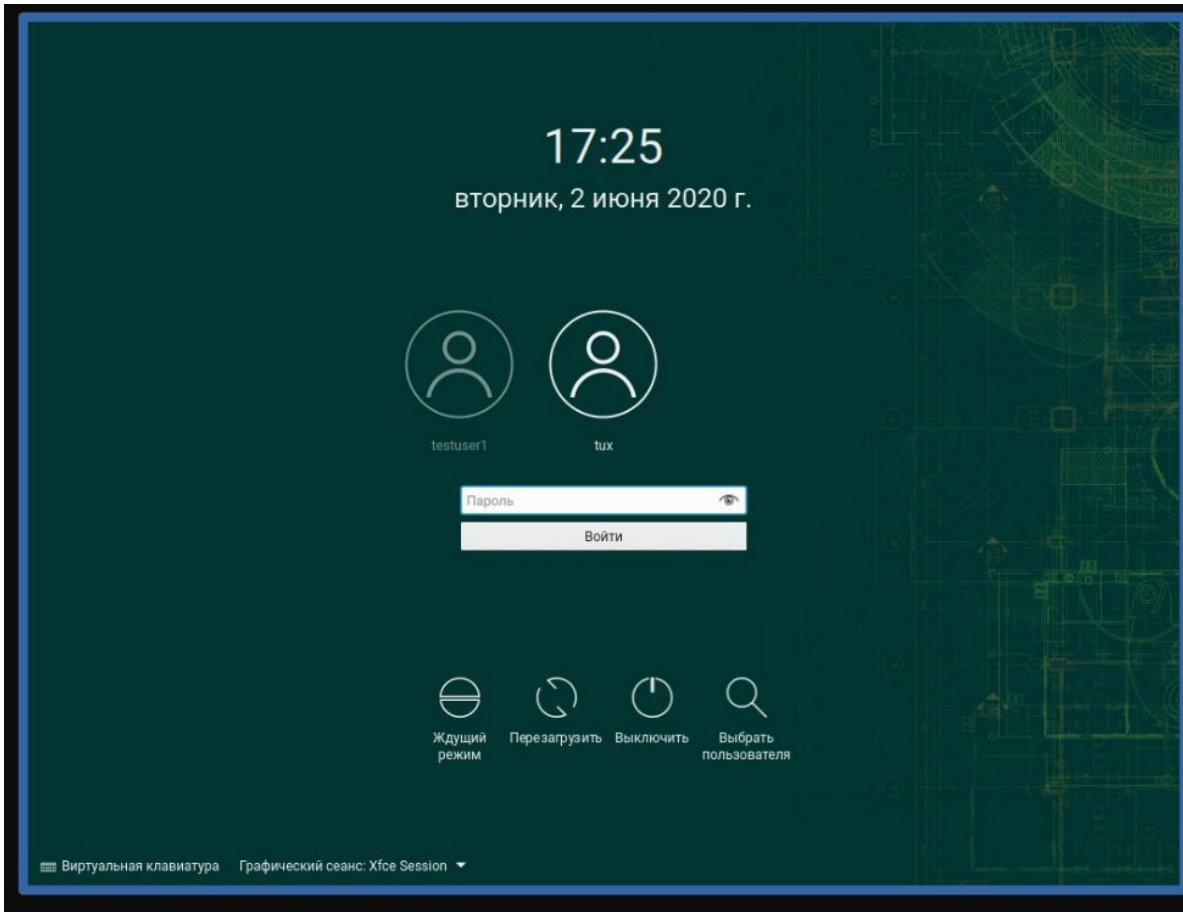 17:25
вторник, 2 июня 2020 г.
testuser1
tux
Пароль
Войти
Ждущий
режим
Перезагрузить
Выключить
Выбрать
пользователя
Виртуальная клавиатура
Графический сеанс: Xfce Session